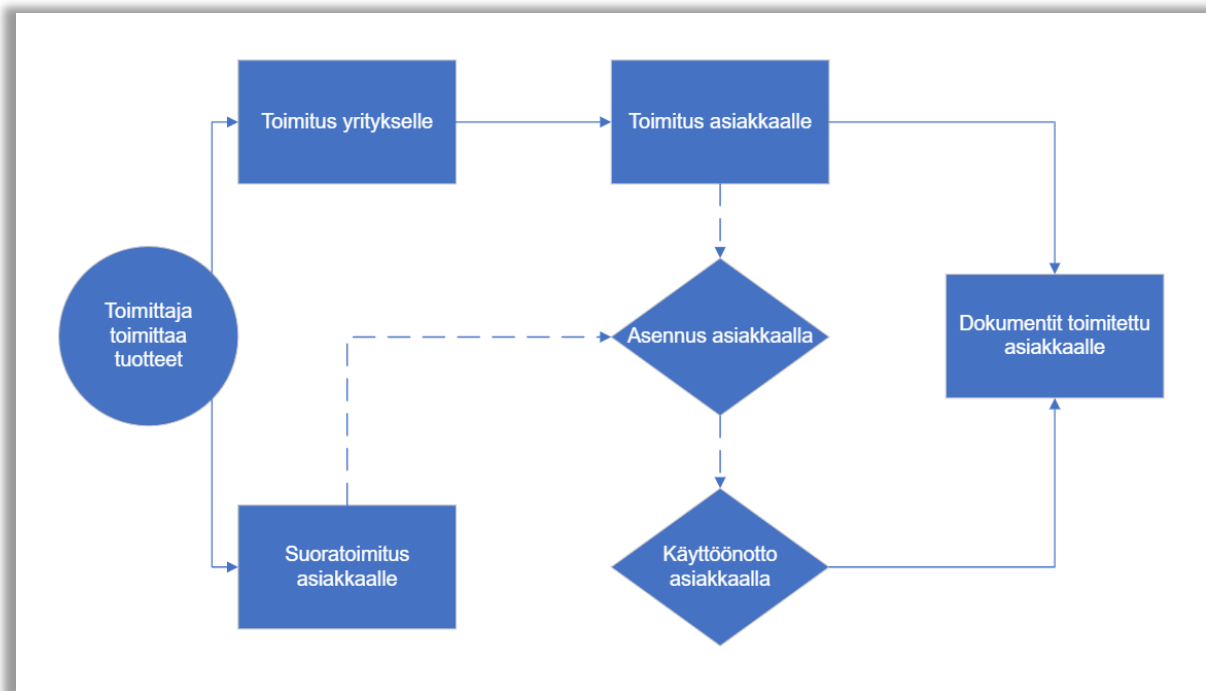 Toimitus yritykselle
Toimitus asiakkaalle
Toimittaja
toimittaa
tuotteet
Asennus asiakkaalla
Dokumentit toimitettu
asiakkaalle
Suoratoimitus
asiakkaalle
Käyttöönotto
asiakkaalla